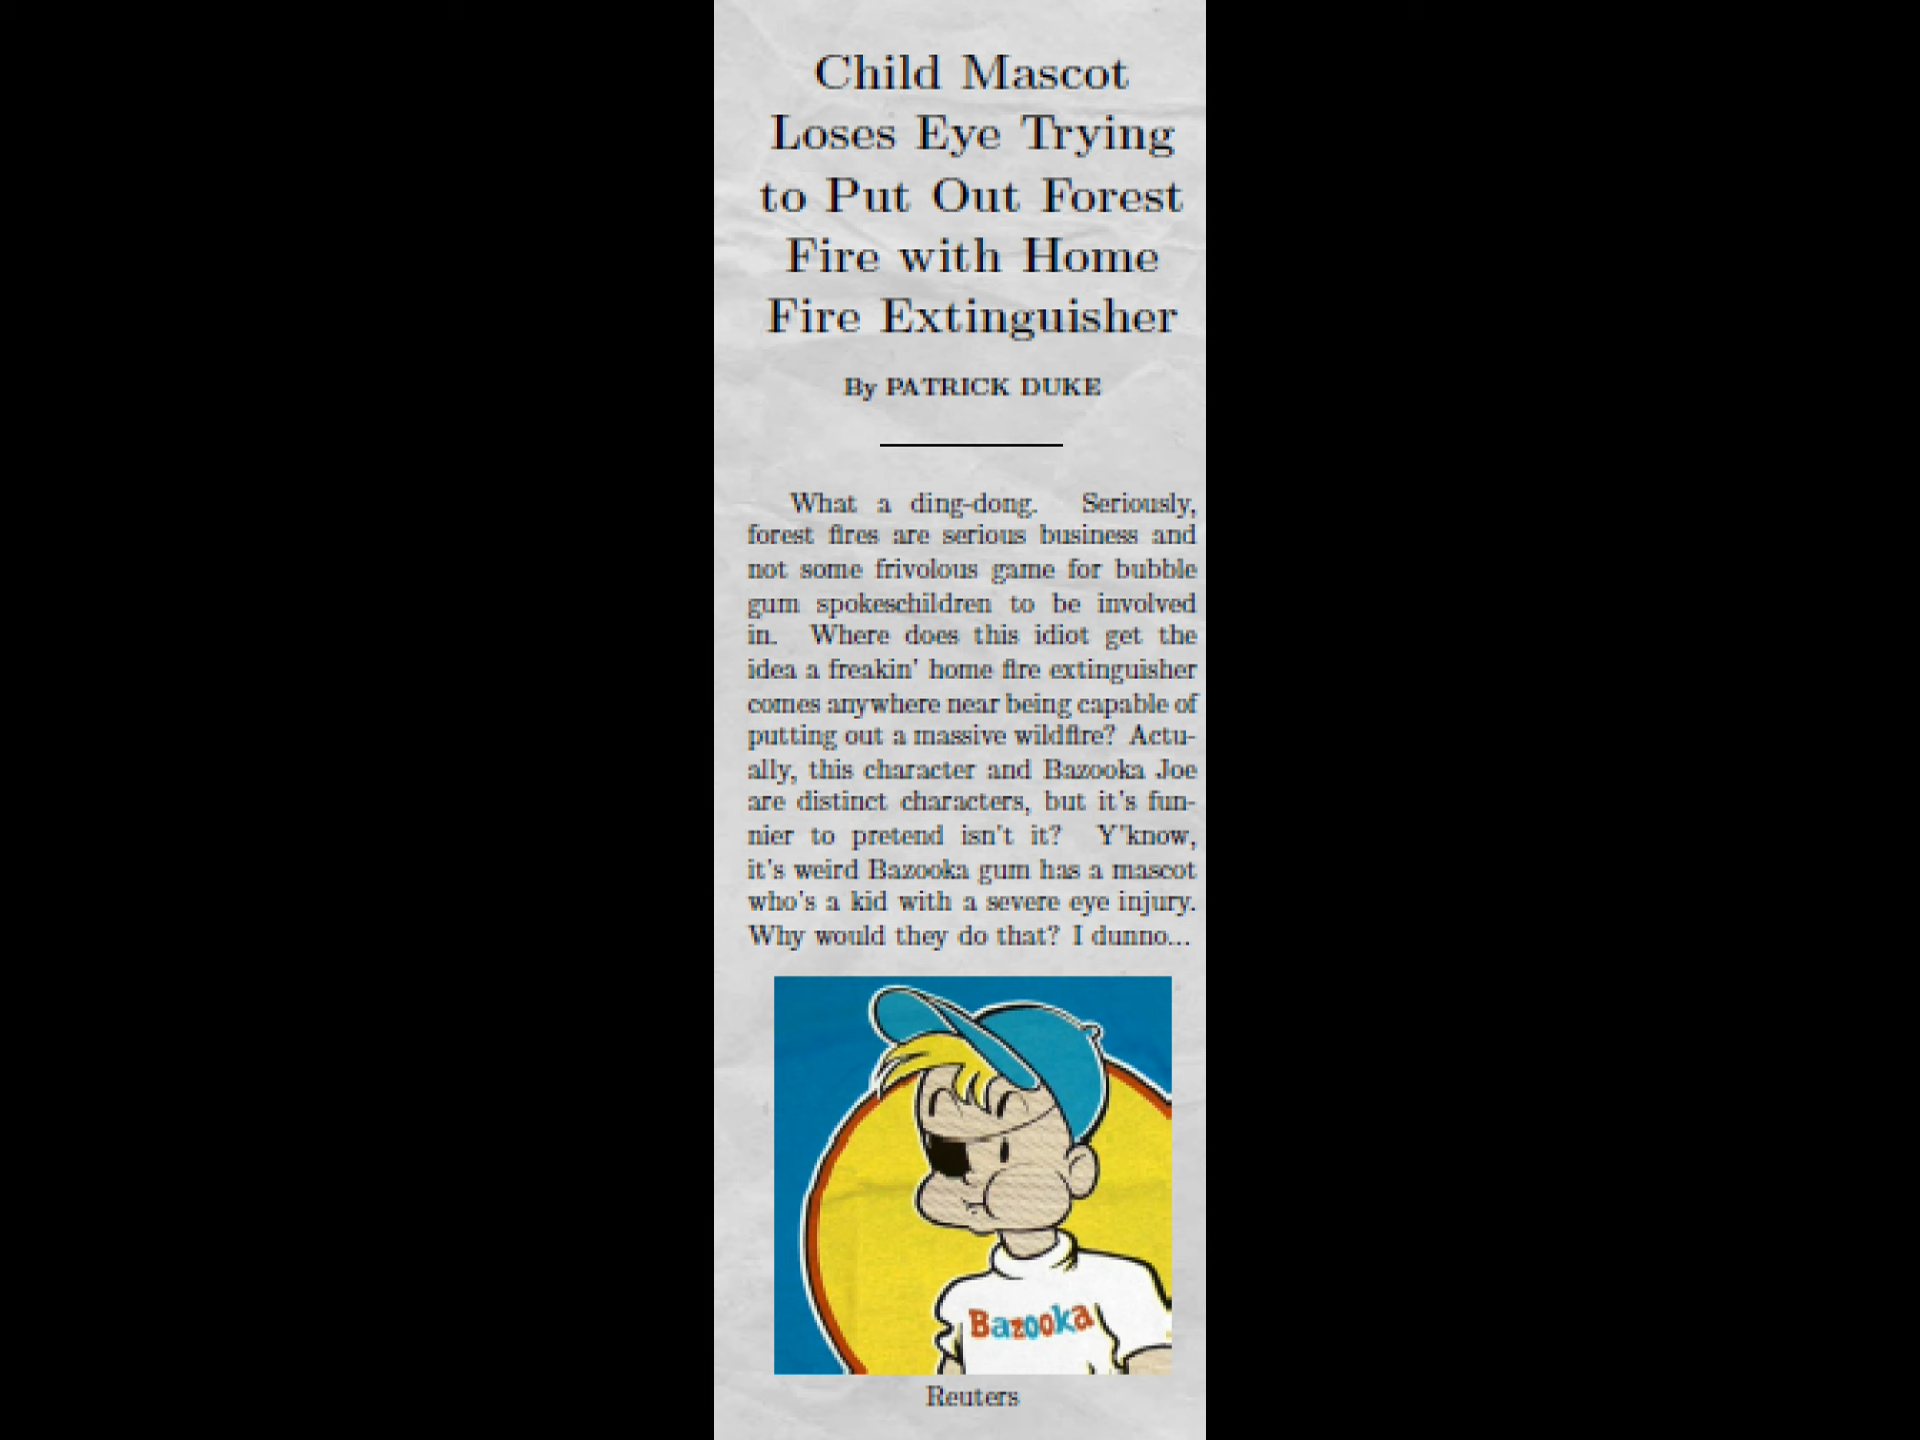 Child Mascot
Loses Eye Trying
to Put Out Forest
Fire with Home
Fire Extinguisher
By PATRICK DUKE
What a ding-dong. Seriously,
forest fires are serious business and
not some frivolous game for bubble
gum spokeschildren to be involved
in. Where does this idiot get the
idea a freakin' home fire extinguisher
comes anywhere near being capable of
putting out a massive wildfire? Actu-
ally, this character and Bazooka Joe
are distinct characters, but it's fun-
nier to pretend isn't it? Y'know,
it's weird Bazooka gum has a mascot
who's a kid with a severe eye injury.
Why would they do that? I dunno...
Bazooka
Reuters